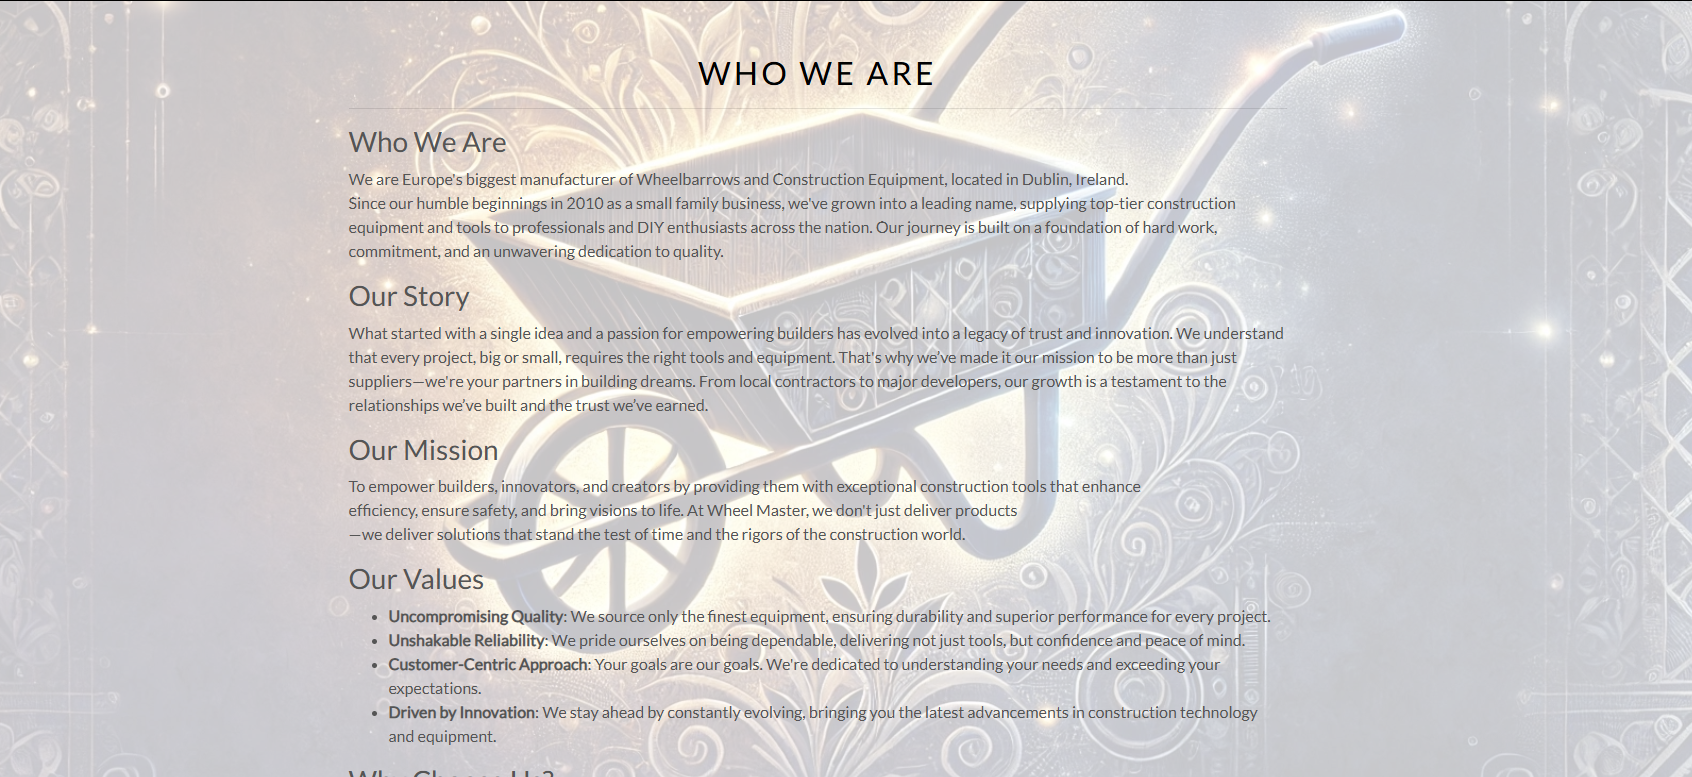 WHO WE ARE
Who We Are
We are Europe's biggest manufacturer of Wheelbarrows and Construction Equipment, located in Dublin, Ireland.
Since our humble beginnings in 2010 as a small family business, we've grown into a leading name, supplying top-tier construction
equipment and tools to professionals and DIY enthusiasts across the nation. Our journey is built on a foundation of hard work,
commitment, and an unwavering dedication to quality.
Our Story
What started with a single idea and a passion for empowering builders has evolved into a legacy of trust and innovation. We understand
that every project, big or small, requires the right tools and equipment. That's why we’ve made it our mission to be more than just
suppliers—we're your partners in building dreams. From local contractors to major developers, our growth is a testament to the
relationships we’ve built and the trust we’ve earned.
Our Mission
To empower builders, innovators, and creators by providing them with exceptional construction tools that enhance
efficiency, ensure safety, and bring visions to life. At Wheel Master, we don't just deliver products
—we deliver solutions that stand the test of time and the rigors of the construction world.
Our Values
• Uncompromising Quality: We source only the finest equipment, ensuring durability and superior performance for every project.
• Unshakable Reliability: We pride ourselves on being dependable, delivering not just tools, but confidence and peace of mind.
• Customer-Centric Approach: Your goals are our goals. We're dedicated to understanding your needs and exceeding your
expectations.
• Driven by Innovation: We stay ahead by constantly evolving, bringing you the latest advancements in construction technology
and equipment.
Why Choose Us?